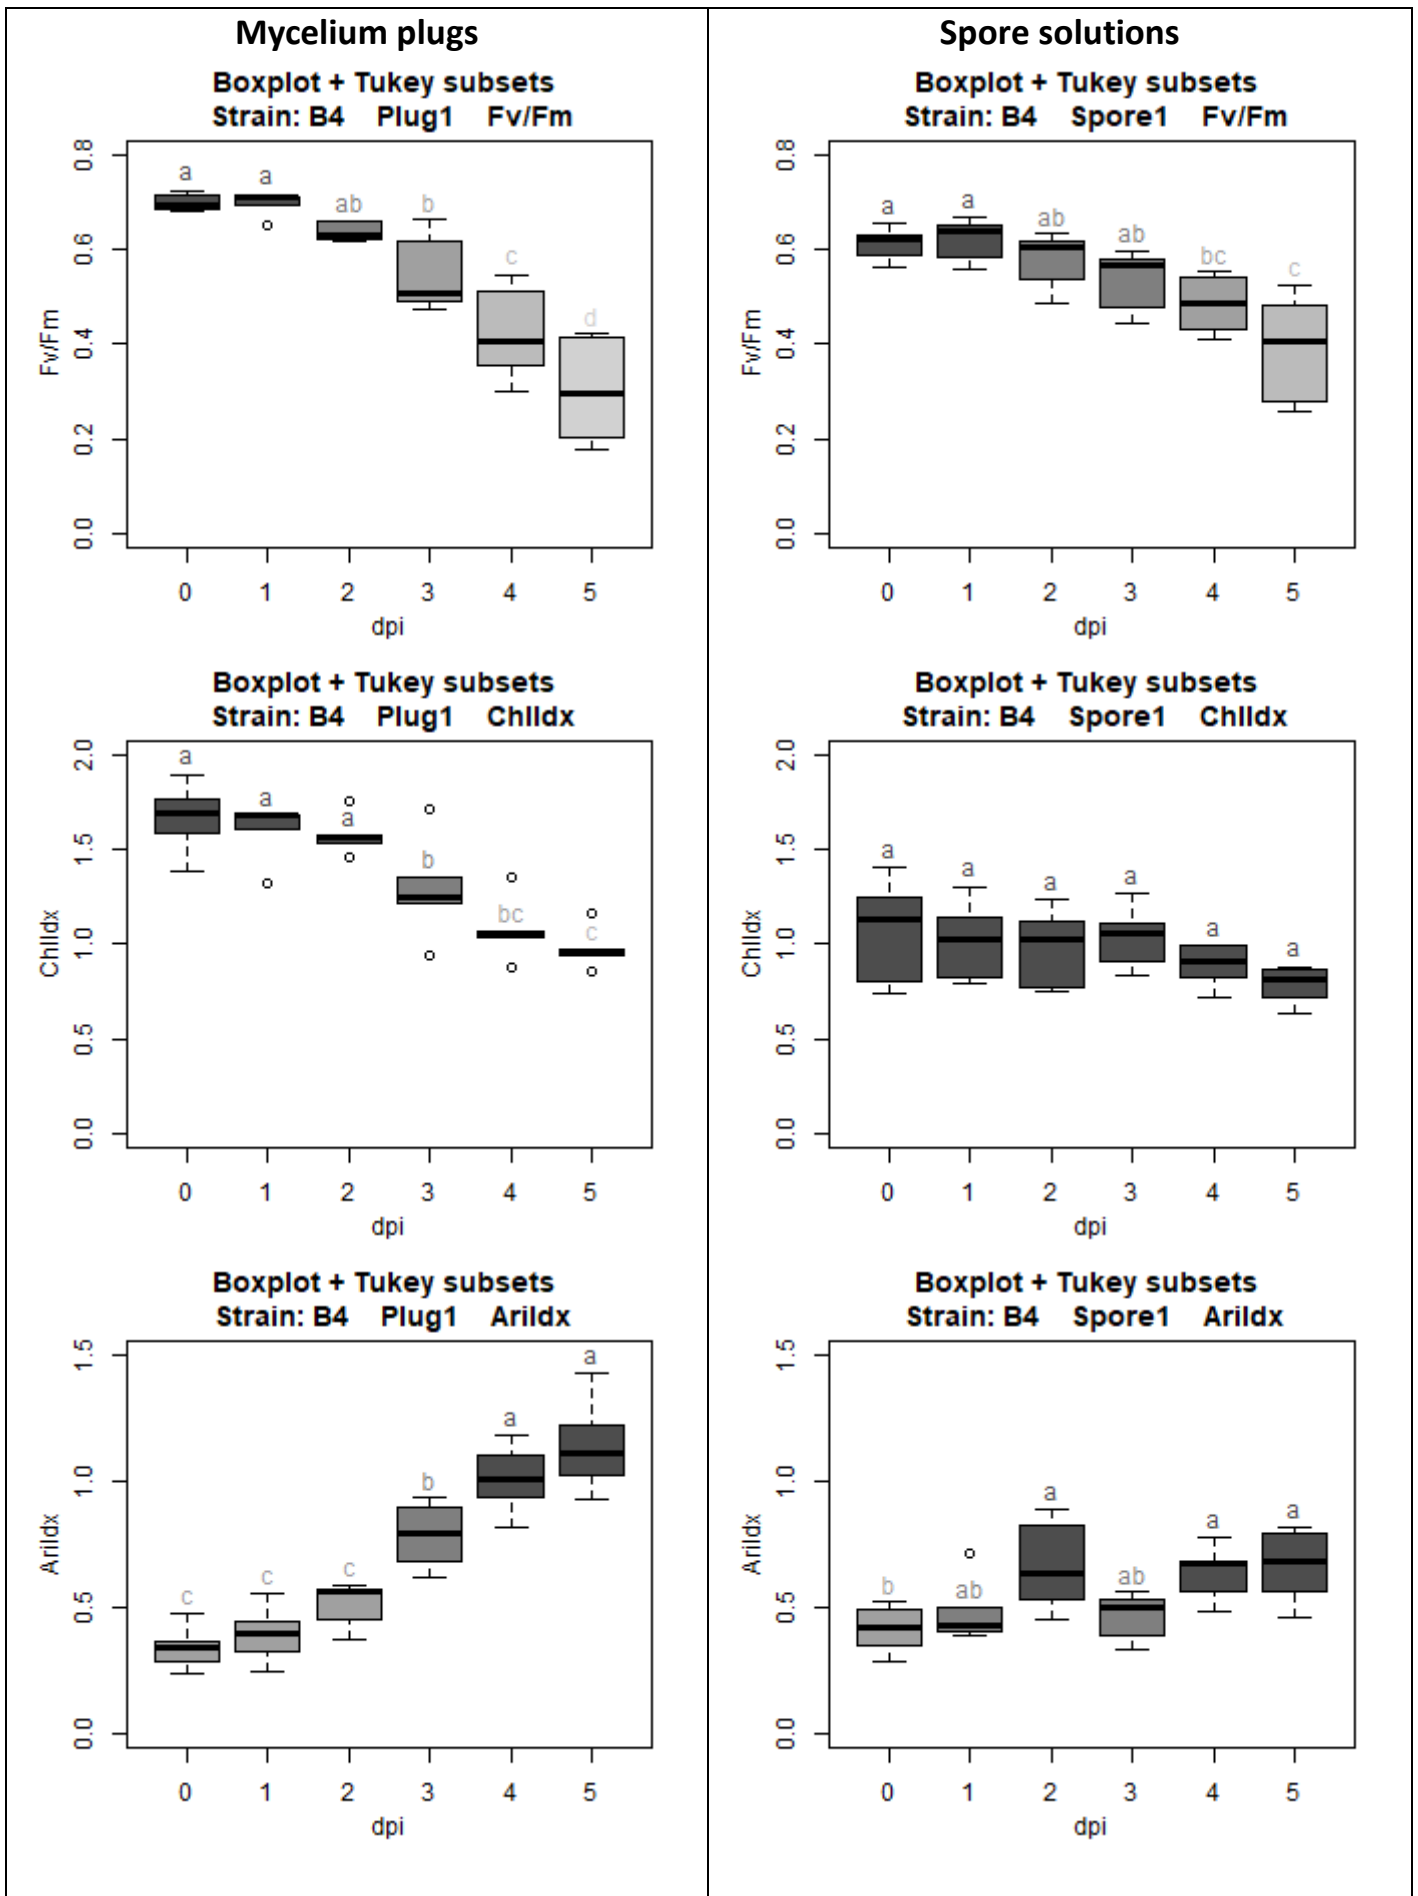 Mycelium plugs
Boxplot + Tukey subsets
Strain: B4 Plug1 Fv/Fm
Fv/Fm
0.8
0.6
0.4
0.2
0.0
a a ab b c d
0 1 2 3 4 5
dpi
Boxplot + Tukey subsets
Strain: B4 Plug1 ChlIdx
ChlIdx
2.0
1.5
1.0
0.5
0.0
a a a b bc c
0 1 2 3 4 5
dpi
Boxplot + Tukey subsets
Strain: B4 Plug1 AriIdx
AriIdx
1.5
1.0
0.5
0.0
c c c b a a
0 1 2 3 4 5
dpi
Spore solutions
Boxplot + Tukey subsets
Strain: B4 Spore1 Fv/Fm
Fv/Fm
0.8
0.6
0.4
0.2
0.0
a a ab ab bc c
0 1 2 3 4 5
dpi
Boxplot + Tukey subsets
Strain: B4 Spore1 ChlIdx
ChlIdx
2.0
1.5
1.0
0.5
0.0
a a a a a a
0 1 2 3 4 5
dpi
Boxplot + Tukey subsets
Strain: B4 Spore1 AriIdx
AriIdx
1.5
1.0
0.5
0.0
b ab a ab a a
0 1 2 3 4 5
dpi